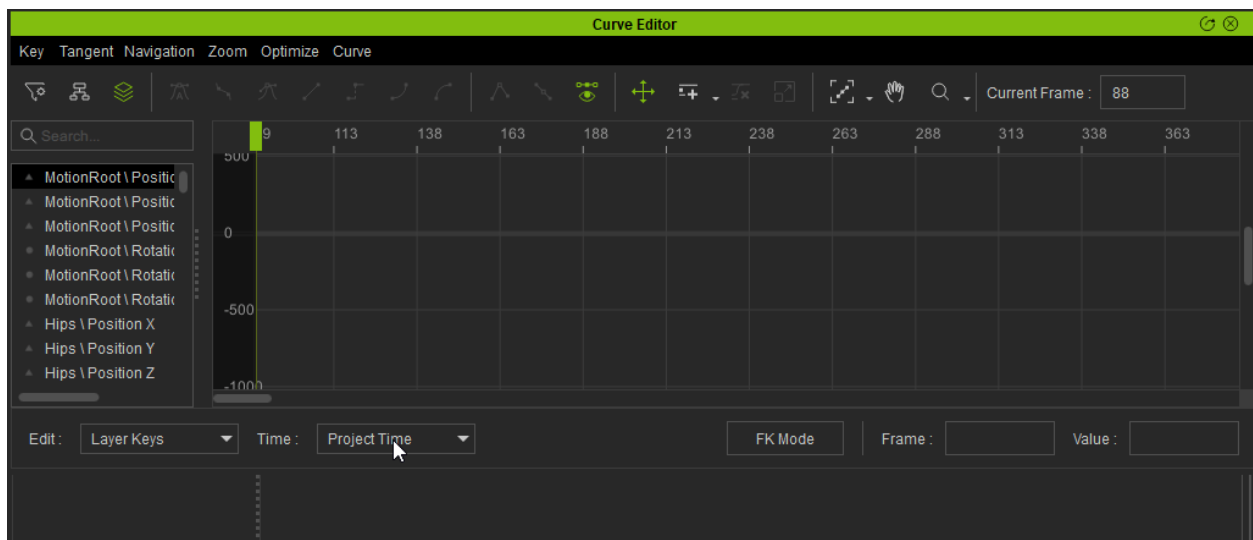 Curve Editor
Key Tangent Navigation Zoom Optimize Curve
Current Frame : 88
Search...
9 113 138 163 188 213 238 263 288 313 338 363
500
MotionRoot \ Positic
MotionRoot \ Positic
MotionRoot \ Positic
0
MotionRoot \ Rotatic
MotionRoot \ Rotatic
MotionRoot \ Rotatic
-500
Hips \ Position X
Hips \ Position Y
Hips \ Position Z
-1000
Edit : Layer Keys Time : Project Time FK Mode Frame : Value :